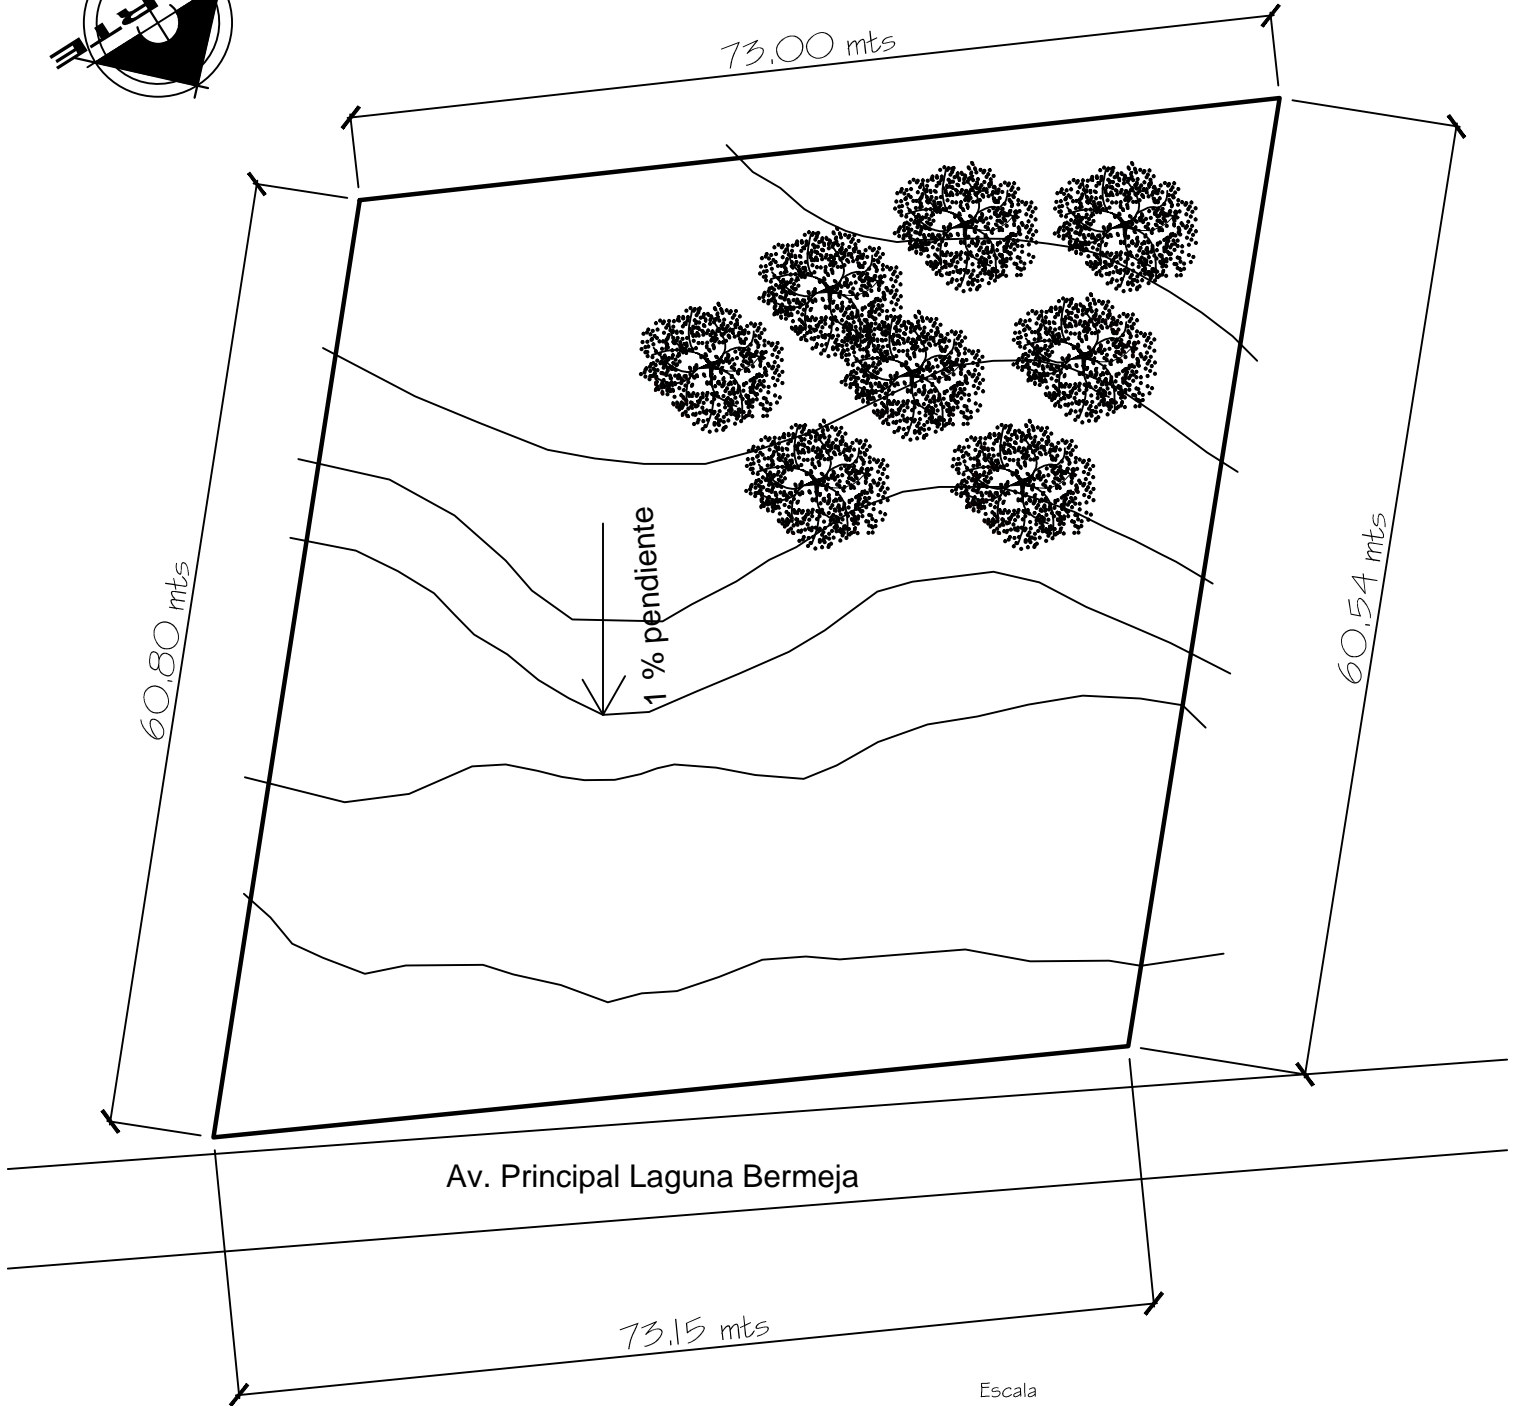 73.00 mts
60.80 mts
1 % pendiente
60.54 mts
Av. Principal Laguna Bermeja
73.15 mts
Escala